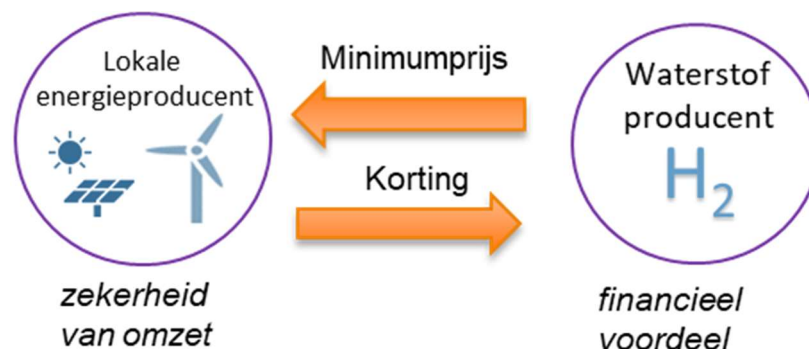 Lokale
energieproducent
Minimumprijs
Korting
Waterstof
producent
H2
zekerheid
van omzet
financieel
voordeel